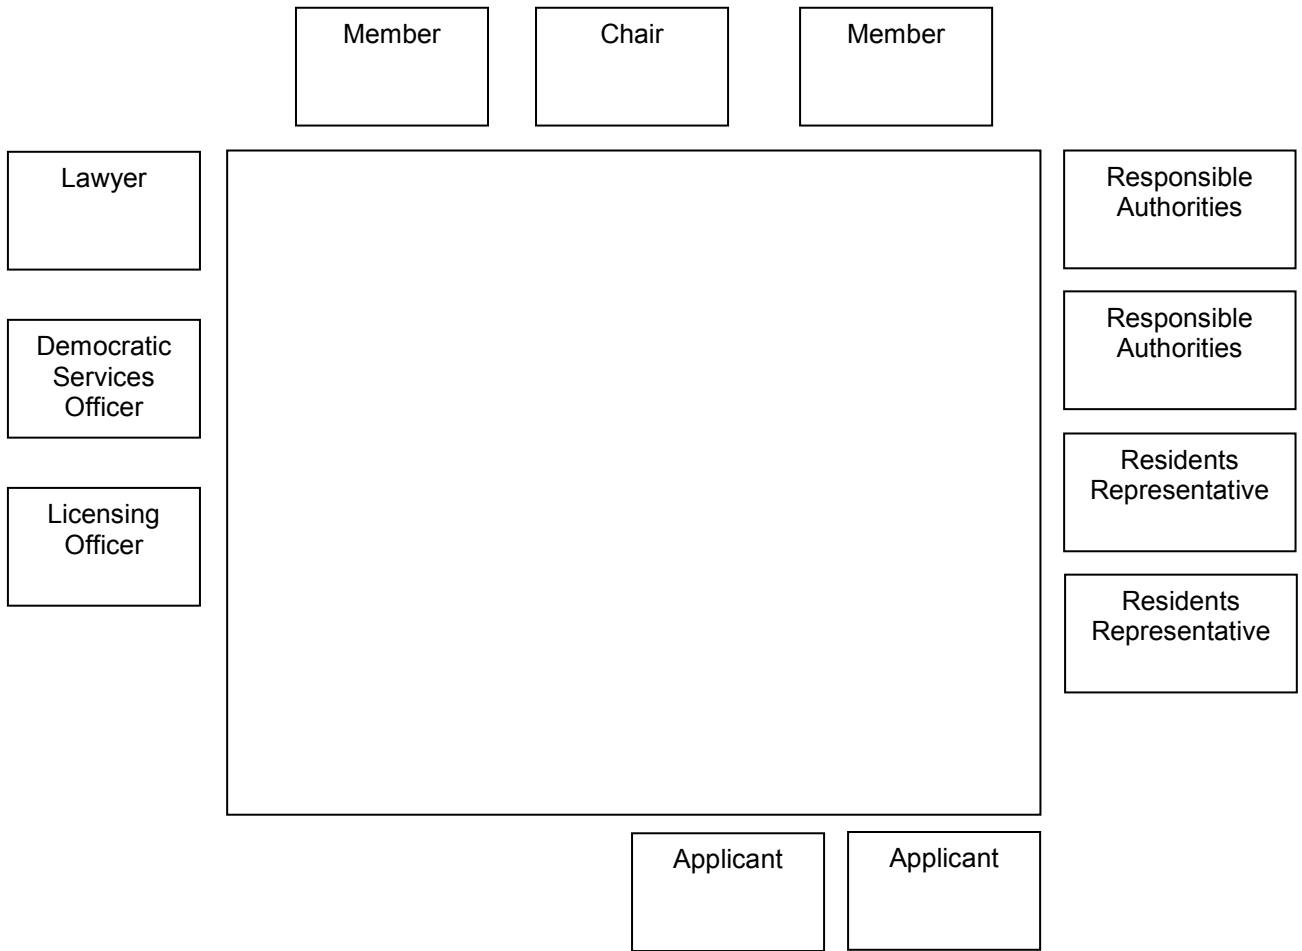 Member
Chair
Member
Lawyer
Responsible
Authorities
Democratic
Services
Officer
Responsible
Authorities
Residents
Representative
Licensing
Officer
Residents
Representative
Applicant
Applicant